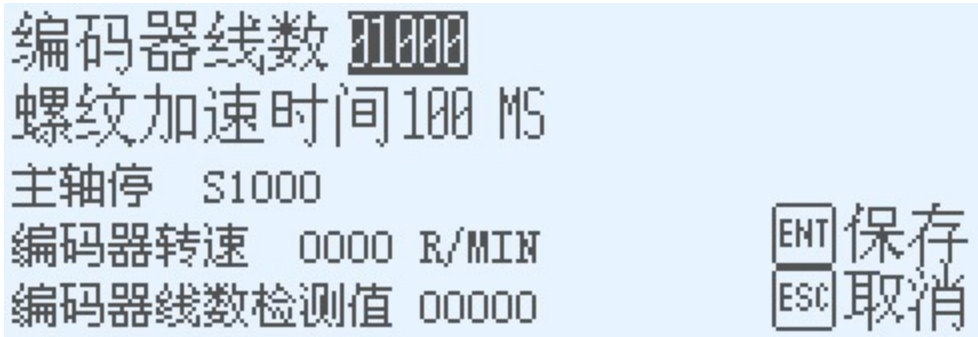 编码器线数 01000
螺纹加速时间100 MS
主轴停 S1000
编码器转速 0000 R/MIN
ENT保存
编码器线数检测值 00000
ESC取消